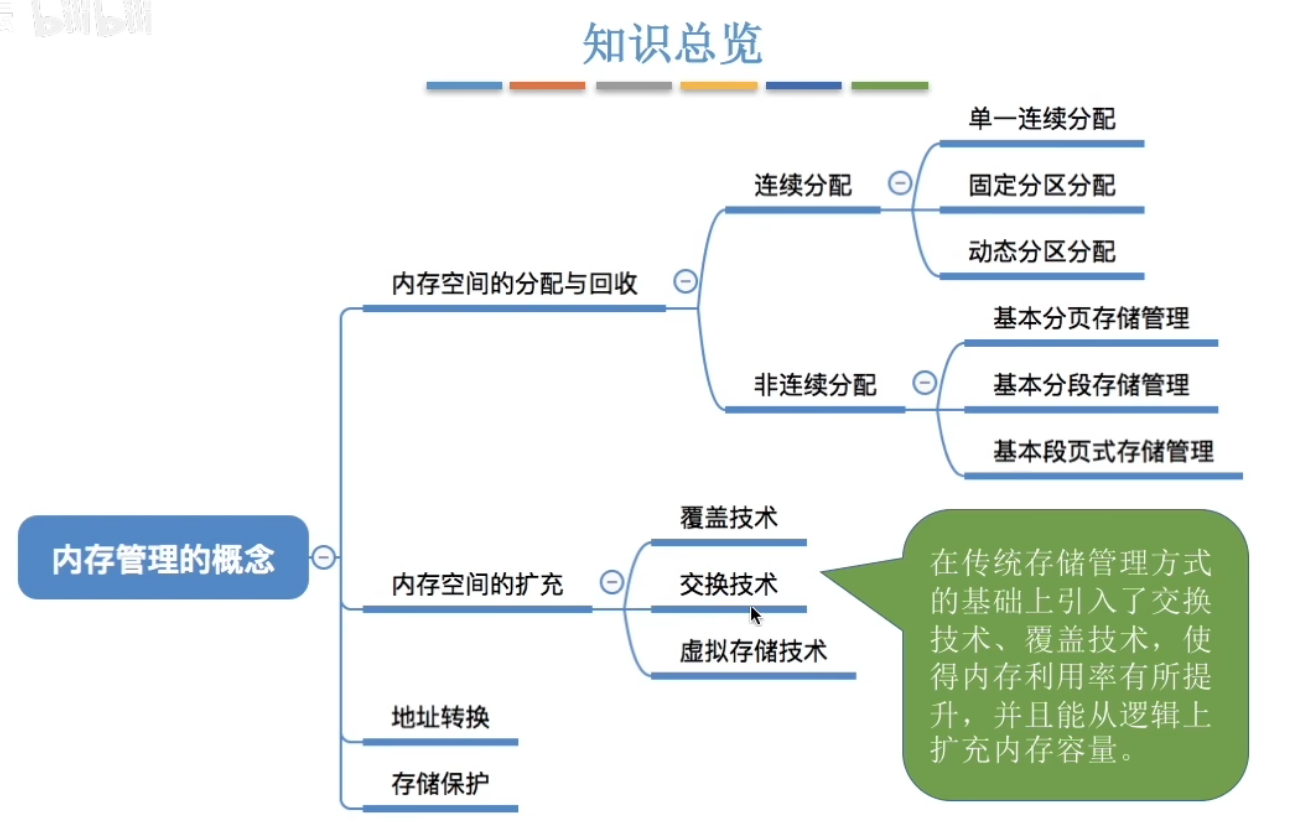 bilibili
知识总览
单一连续分配
连续分配
固定分区分配
动态分区分配
内存空间的分配与回收
基本分页存储管理
非连续分配
基本分段存储管理
基本段页式存储管理
内存管理的概念
覆盖技术
内存空间的扩充
交换技术
虚拟存储技术
在传统存储管理方式
的基础上引入了交换
技术、覆盖技术，使
得内存利用率有所提
升，并且能从逻辑上
扩充内存容量。
地址转换
存储保护